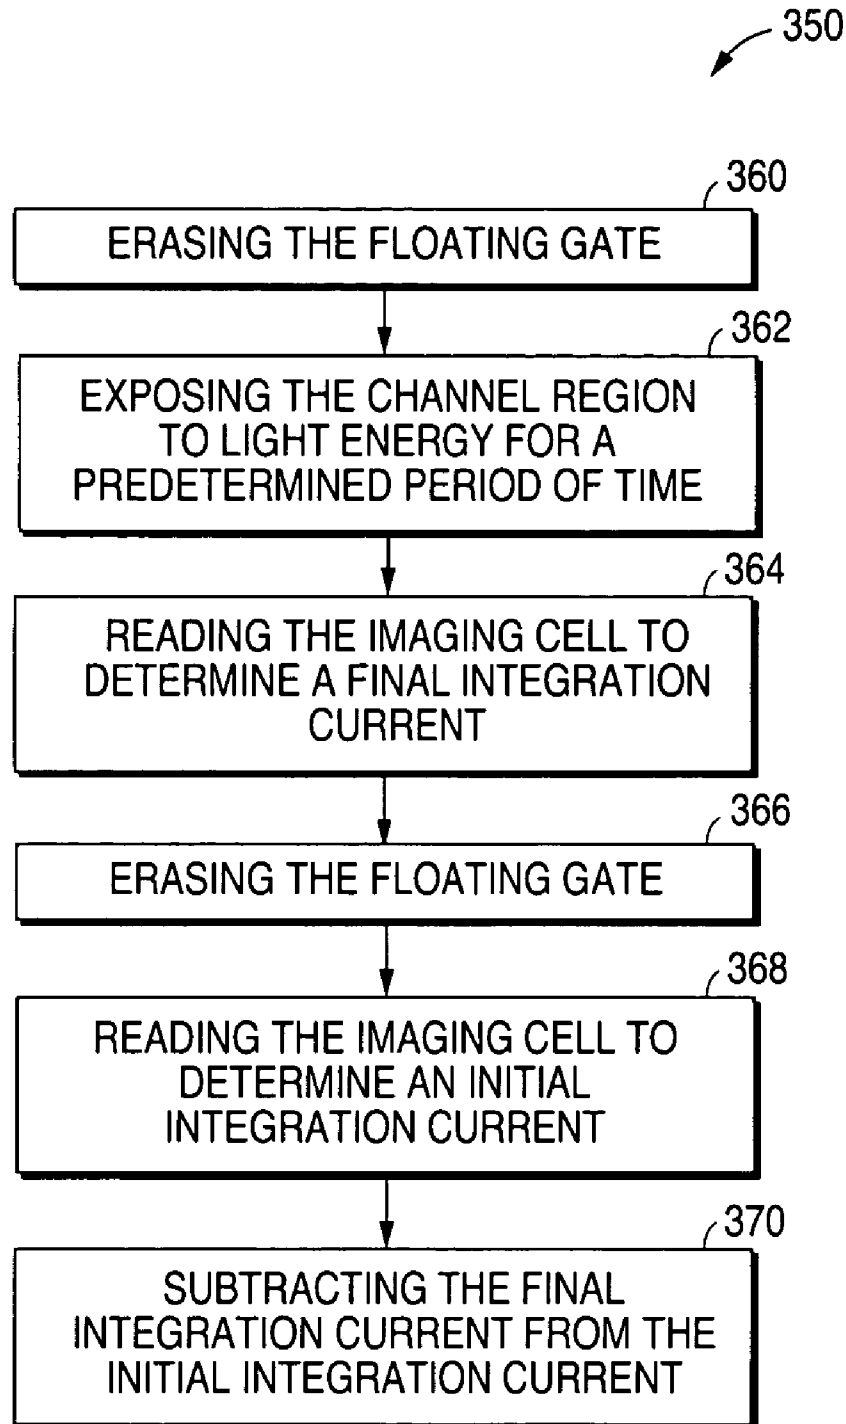 350
360
ERASING THE FLOATING GATE
362
EXPOSING THE CHANNEL REGION
TO LIGHT ENERGY FOR A
PREDETERMINED PERIOD OF TIME
364
READING THE IMAGING CELL TO
DETERMINE A FINAL INTEGRATION
CURRENT
366
ERASING THE FLOATING GATE
368
READING THE IMAGING CELL TO
DETERMINE AN INITIAL
INTEGRATION CURRENT
370
SUBTRACTING THE FINAL
INTEGRATION CURRENT FROM THE
INITIAL INTEGRATION CURRENT